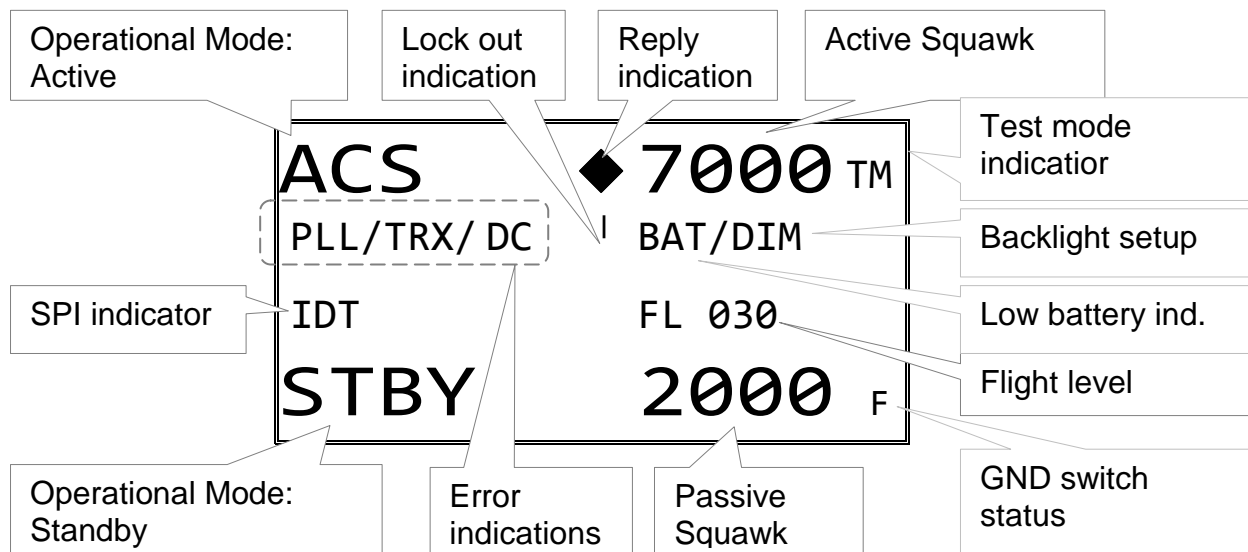 Operational Mode:
Active
Lock out
indication
Reply
indication
Active Squawk
Test mode
indicatior
ACS
◆ 7000 TM
PLL/TRX/ DC
I BAT/DIM
Backlight setup
SPI indicator
IDT
FL 030
Low battery ind.
Flight level
STBY
2000 F
Operational Mode:
Standby
Error
indications
Passive
Squawk
GND switch
status